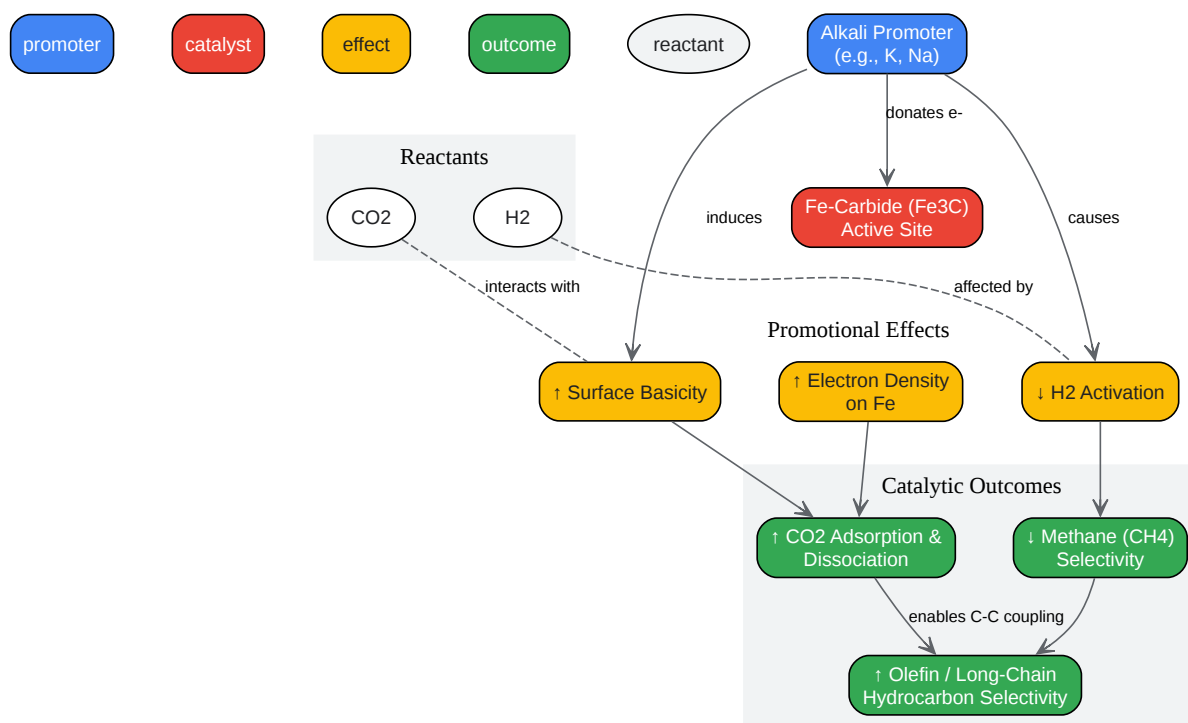 promoter
catalyst
effect
outcome
reactant
Alkali Promoter
(e.g., K, Na)
donates e-
Reactants
CO2
H2
induces
Fe-Carbide (Fe3C)
Active Site
causes
interacts with
affected by
Promotional Effects
↑ Surface Basicity
↑ Electron Density
on Fe
↓ H2 Activation
Catalytic Outcomes
↑ CO2 Adsorption &
Dissociation
↓ Methane (CH4)
Selectivity
enables C-C coupling
↑ Olefin / Long-Chain
Hydrocarbon Selectivity